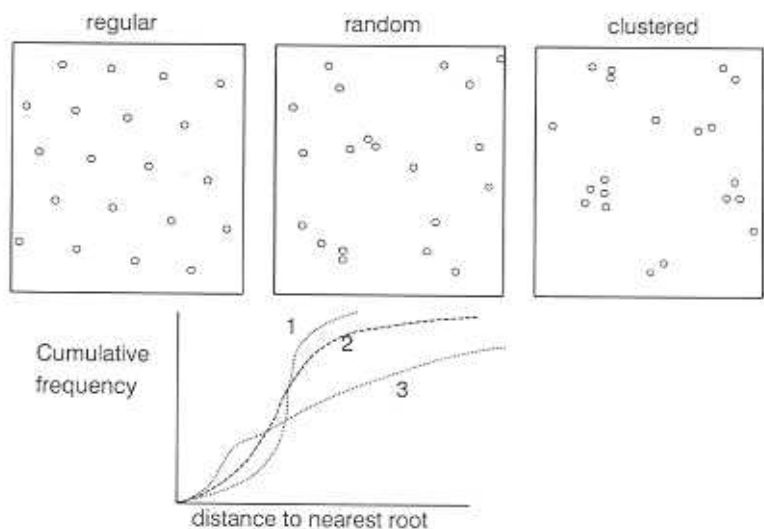 regular
random
clustered
Cumulative
frequency
1
2
3
distance to nearest root